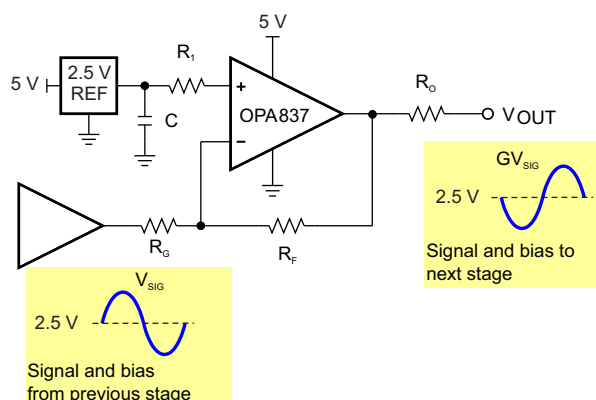 5 V
R1
5 V
2.5 V
REF
+
OPA837
−
C
RO
VOUT
GVSIG
2.5 V
Signal and bias to
next stage
RG
RF
VSIG
2.5 V
Signal and bias
from previous stage